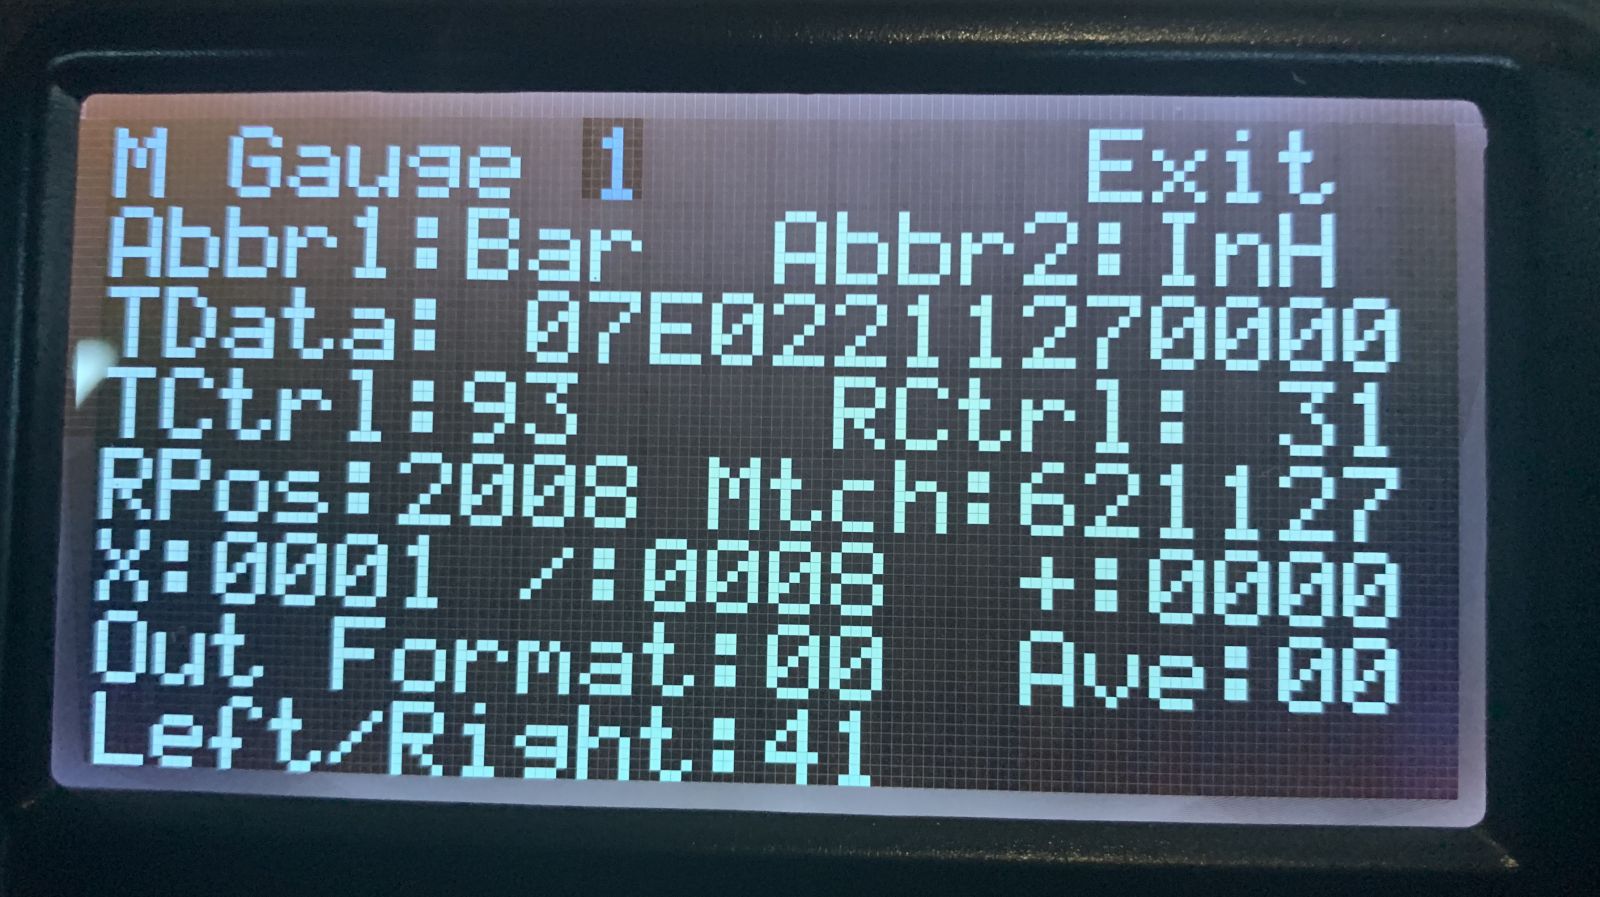 M Gauge 1 Exit
Abbr1:Bar Abbr2:InH
TData: 07E02211270000
TCtrl:93 RCtrl: 31
RPos:2008 Mtch:621127
X:0001 /:0008 +:0000
Out Format:00 Ave:00
Left/Right:41